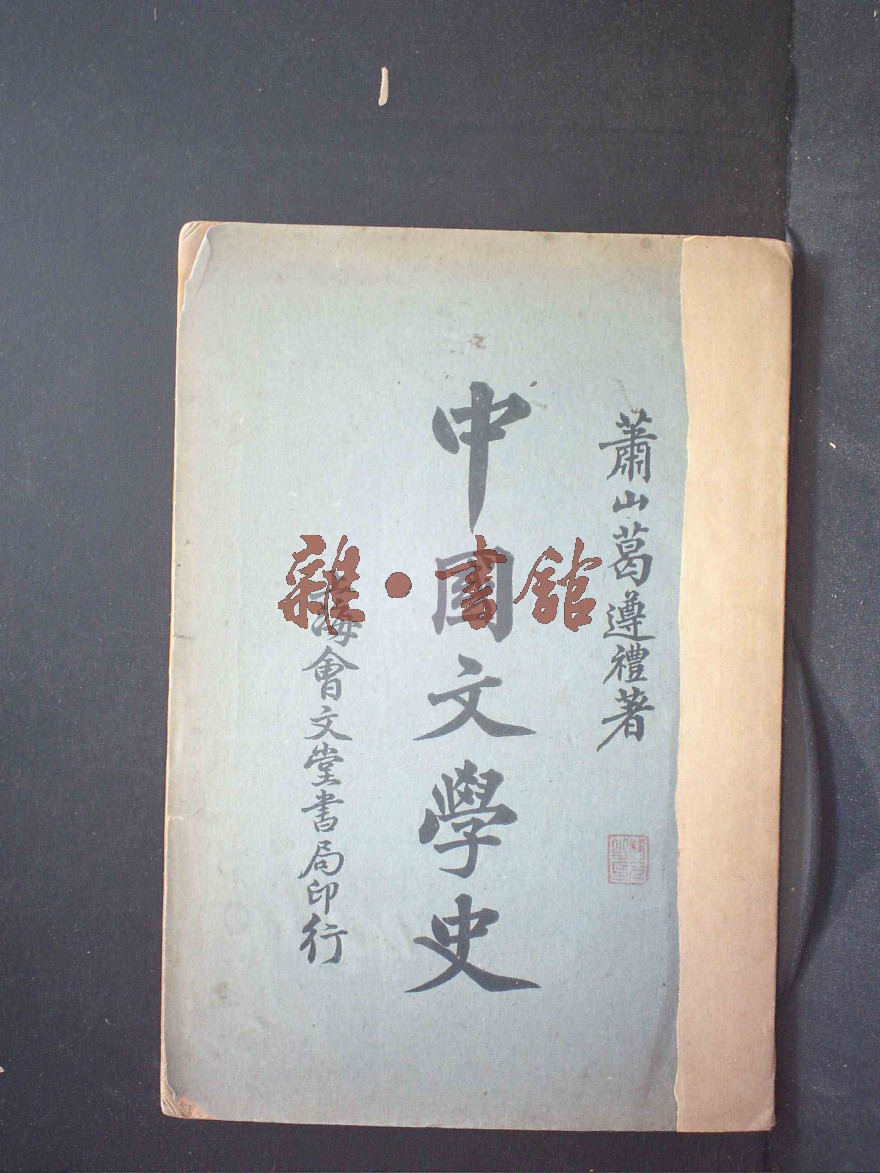 蕭山葛遵禮著
中國文學史
海會文堂書局印行
雜·書館